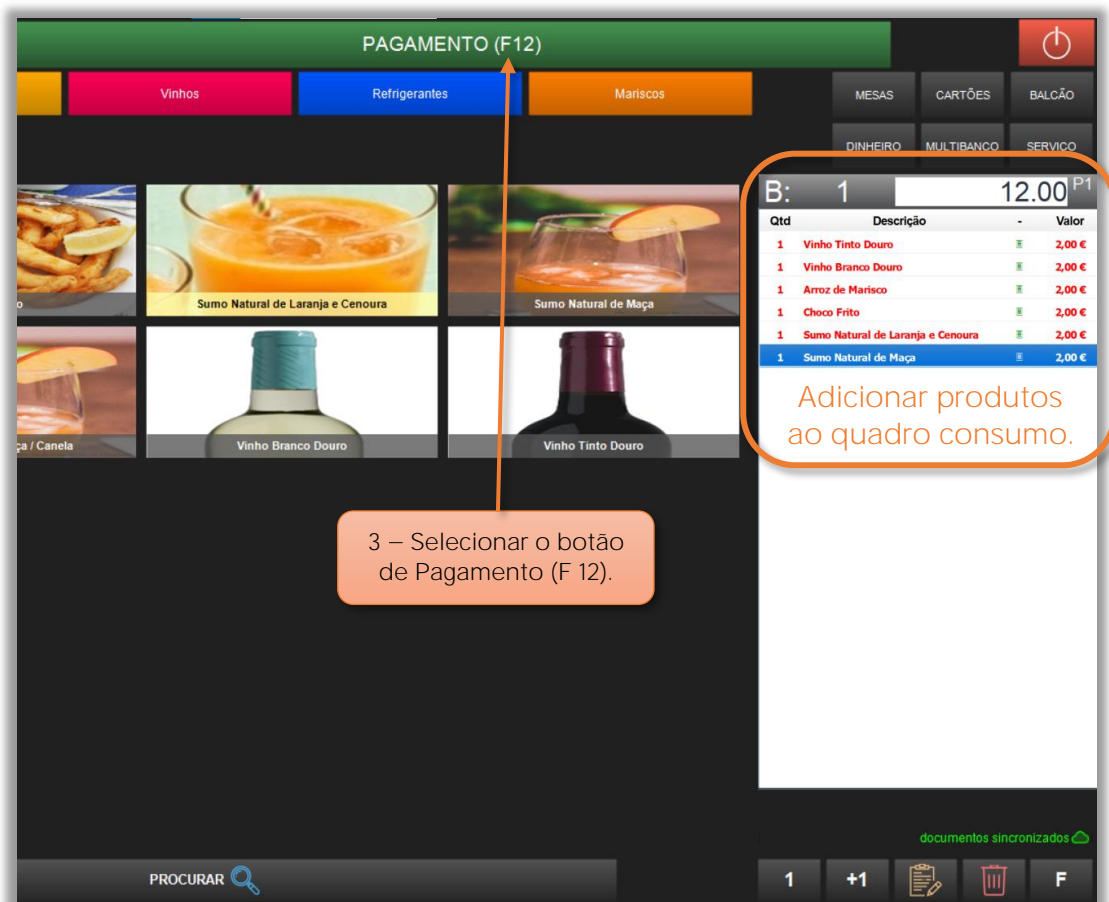 PAGAMENTO (F12)
Vinhos
Refrigerantes
Mariscos
MESAS
CARTÕES
BALCÃO
DINHEIRO
MULTIBANCO
SERVICO
B: 1 12.00 P1
Qtd Descrição - Valor
1 Vinho Tinto Douro 2,00 €
1 Vinho Branco Douro 2,00 €
1 Arroz de Marisco 2,00 €
1 Choco Frito 2,00 €
1 Sumo Natural de Laranja e Cenoura 2,00 €
1 Sumo Natural de Maça 2,00 €
Adicionar produtos
ao quadro consumo.
o
Sumo Natural de Laranja e Cenoura
Sumo Natural de Maça
ça / Canela
Vinho Branco Douro
Vinho Tinto Douro
3 – Selecionar o botão
de Pagamento (F 12).
documentos sincronizados
PROCURAR
1
+1
F